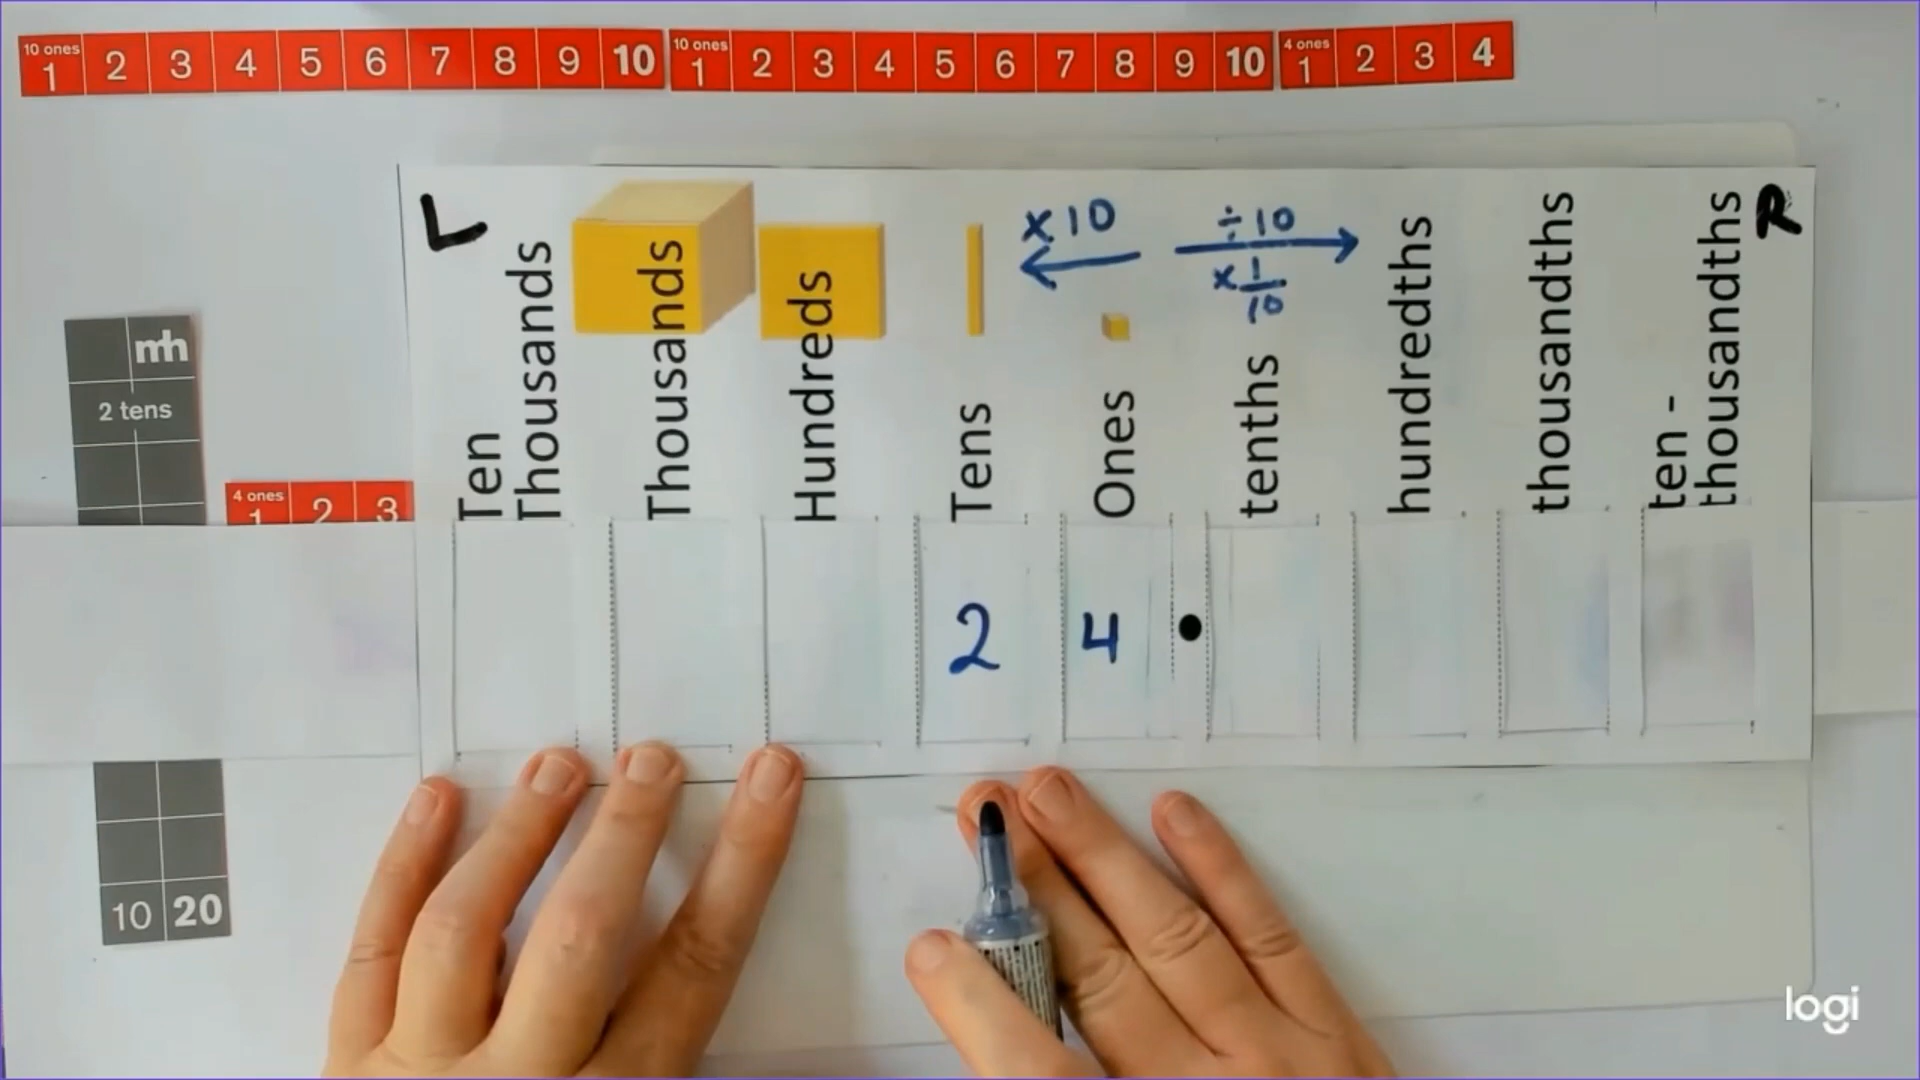 10 ones 1 2 3 4 5 6 7 8 9 10 10 ones 1 2 3 4 5 6 7 8 9 10 4 ones 1 2 3 4
L
R
×10
÷10
× 1/10
mh
2 tens
4 ones 1 2 3
Ten Thousands
Thousands
Hundreds
Tens
Ones
tenths
hundredths
thousandths
ten - thousandths
2 4 •
10 20
logi